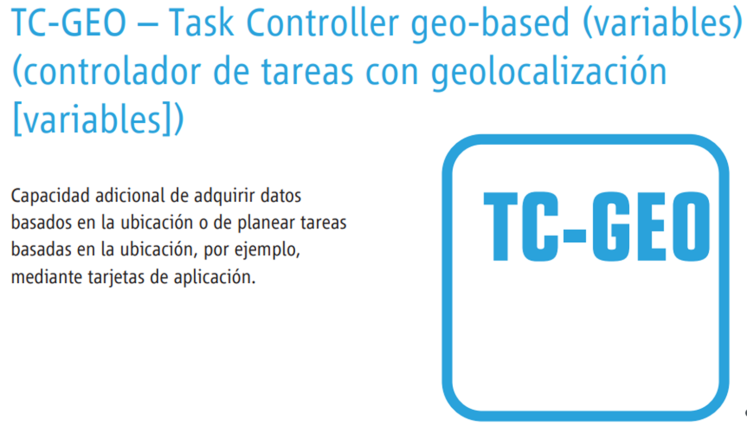 TC-GEO – Task Controller geo-based (variables)
(controlador de tareas con geolocalización
[variables])
Capacidad adicional de adquirir datos
basados en la ubicación o de planear tareas
basadas en la ubicación, por ejemplo,
mediante tarjetas de aplicación.
TC-GEO